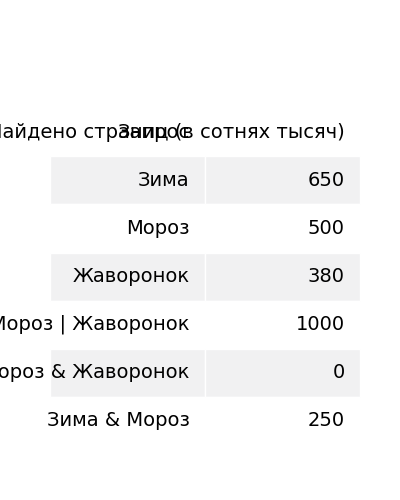 Запрос Найдено страниц (в сотнях тысяч)
Зима 650
Мороз 500
Жаворонок 380
Мороз | Жаворонок 1000
ороз & Жаворонок 0
Зима & Мороз 250